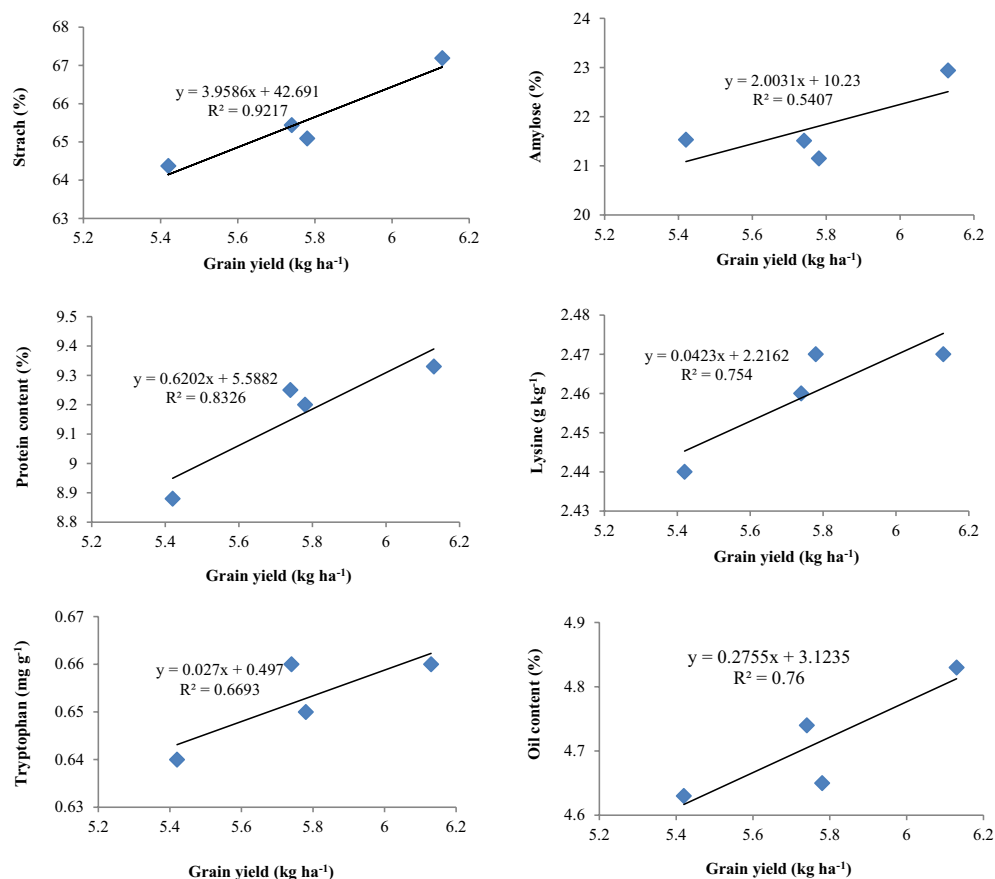 Strach (%)
68
67
66
65
64
63
y = 3.9586x + 42.691
R² = 0.9217
5.2 5.4 5.6 5.8 6 6.2
Grain yield (kg ha⁻¹)
Amylose (%)
24
23
22
21
20
y = 2.0031x + 10.23
R² = 0.5407
5.2 5.4 5.6 5.8 6 6.2
Grain yield (kg ha⁻¹)
Protein content (%)
9.5
9.4
9.3
9.2
9.1
9
8.9
8.8
y = 0.6202x + 5.5882
R² = 0.8326
5.2 5.4 5.6 5.8 6 6.2
Grain yield (kg ha⁻¹)
Lysine (g kg⁻¹)
2.48
2.47
2.46
2.45
2.44
2.43
y = 0.0423x + 2.2162
R² = 0.754
5.2 5.4 5.6 5.8 6 6.2
Grain yield (kg ha⁻¹)
Tryptophan (mg g⁻¹)
0.67
0.66
0.65
0.64
0.63
y = 0.027x + 0.497
R² = 0.6693
5.2 5.4 5.6 5.8 6 6.2
Grain yield (kg ha⁻¹)
Oil content (%)
4.9
4.8
4.7
4.6
y = 0.2755x + 3.1235
R² = 0.76
5.2 5.4 5.6 5.8 6 6.2
Grain yield (kg ha⁻¹)